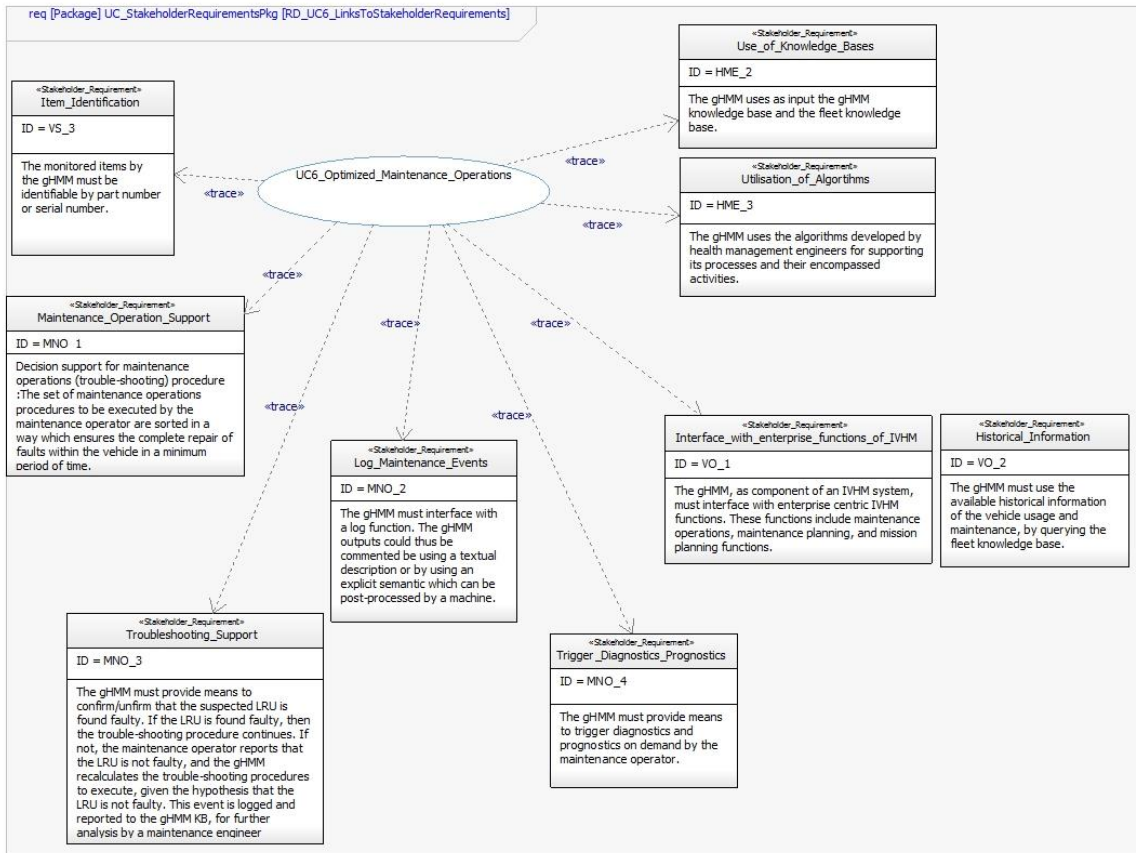 req [Package] UC_StakeholderRequirementsPkg [RD_UC6_LinksToStakeholderRequirements]
«Stakeholder_Requirement»
Use_of_Knowledge_Bases
ID = HME_2
The gHMM uses as input the gHMM
knowledge base and the fleet knowledge
base.
«Stakeholder_Requirement»
Item_Identification
ID = VS_3
The monitored items by
the gHMM must be
identifiable by part number
or serial number.
UC6_Optimized_Maintenance_Operations
«trace»
«trace»
«trace»
«trace»
«trace»
«trace»
«trace»
«trace»
«Stakeholder_Requirement»
Utilisation_of_Algortihms
ID = HME_3
The gHMM uses the algorithms developed by
health management engineers for supporting
its processes and their encompassed
activities.
«Stakeholder_Requirement»
Maintenance_Operation_Support
ID = MNO_1
Decision support for maintenance
operations (trouble-shooting) procedure
:The set of maintenance operations
procedures to be executed by the
maintenance operator are sorted in a
way which ensures the complete repair of
faults within the vehicle in a minimum
period of time.
«Stakeholder_Requirement»
Log_Maintenance_Events
ID = MNO_2
The gHMM must interface with
a log function. The gHMM
outputs could thus be
commented be using a textual
description or by using an
explicit semantic which can be
post-processed by a machine.
«Stakeholder_Requirement»
Interface_with_enterprise_functions_of_IVHM
ID = VO_1
The gHMM, as component of an IVHM system,
must interface with enterprise centric IVHM
functions. These functions include maintenance
operations, maintenance planning, and mission
planning functions.
«Stakeholder_Requirement»
Historical_Information
ID = VO_2
The gHMM must use the
available historical information
of the vehicle usage and
maintenance, by querying the
fleet knowledge base.
«Stakeholder_Requirement»
Troubleshooting_Support
ID = MNO_3
The gHMM must provide means to
confirm/unfirm that the suspected LRU is
found faulty. If the LRU is found faulty, then
the trouble-shooting procedure continues. If
not, the maintenance operator reports that
the LRU is not faulty, and the gHMM
recalculates the trouble-shooting procedures
to execute, given the hypothesis that the
LRU is not faulty. This event is logged and
reported to the gHMM KB, for further
analysis by a maintenance engineer
«Stakeholder_Requirement»
Trigger_Diagnostics_Prognostics
ID = MNO_4
The gHMM must provide means
to trigger diagnostics and
prognostics on demand by the
maintenance operator.